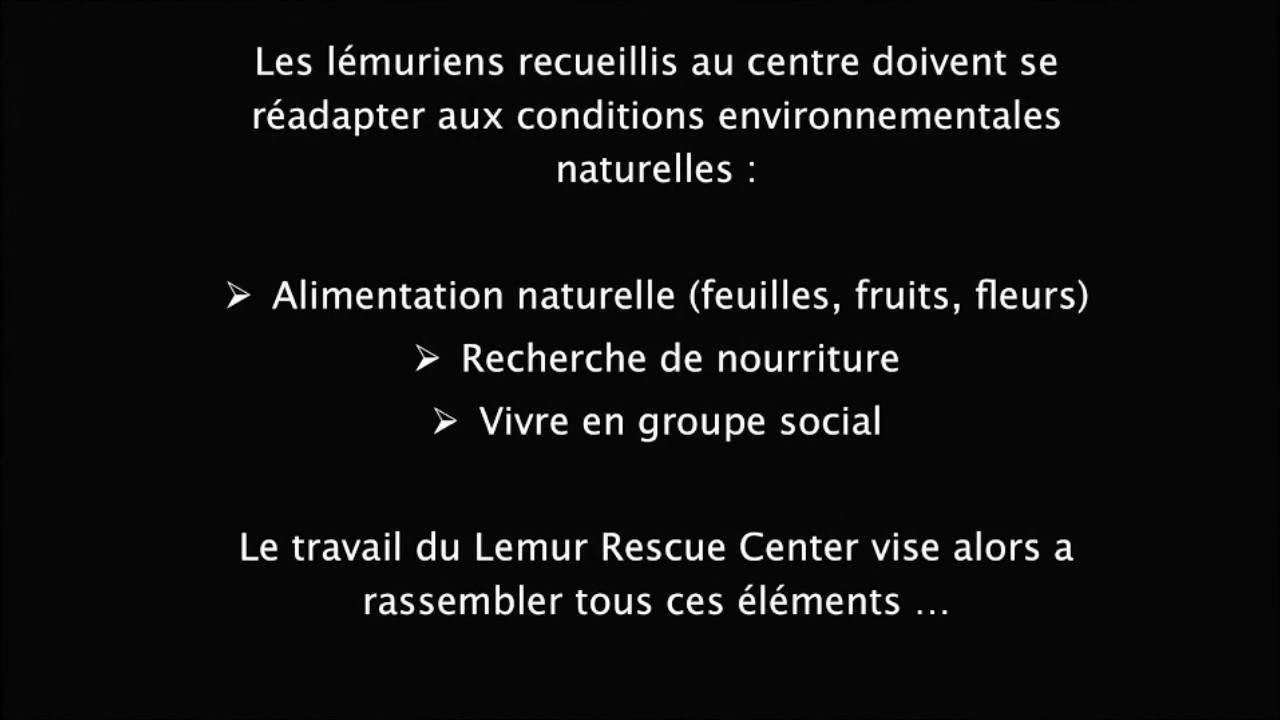 Les lémuriens recueillis au centre doivent se
réadapter aux conditions environnementales
naturelles :
➢ Alimentation naturelle (feuilles, fruits, fleurs)
➢ Recherche de nourriture
➢ Vivre en groupe social
Le travail du Lemur Rescue Center vise alors a
rassembler tous ces éléments …